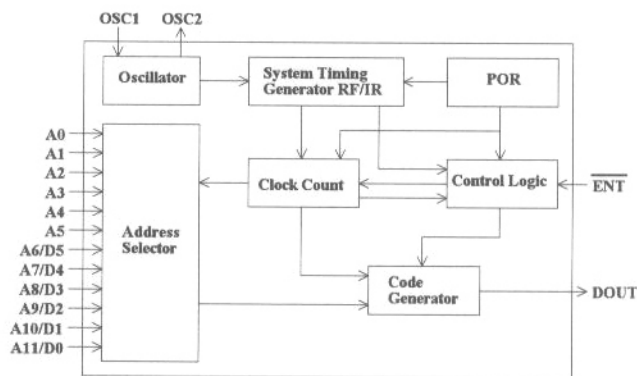 OSC1
OSC2
Oscillator
System Timing
Generator RF/IR
POR
A0
A1
A2
A3
A4
A5
A6/D5
A7/D4
A8/D3
A9/D2
A10/D1
A11/D0
Address
Selector
Clock Count
Control Logic
ENT
Code
Generator
DOUT